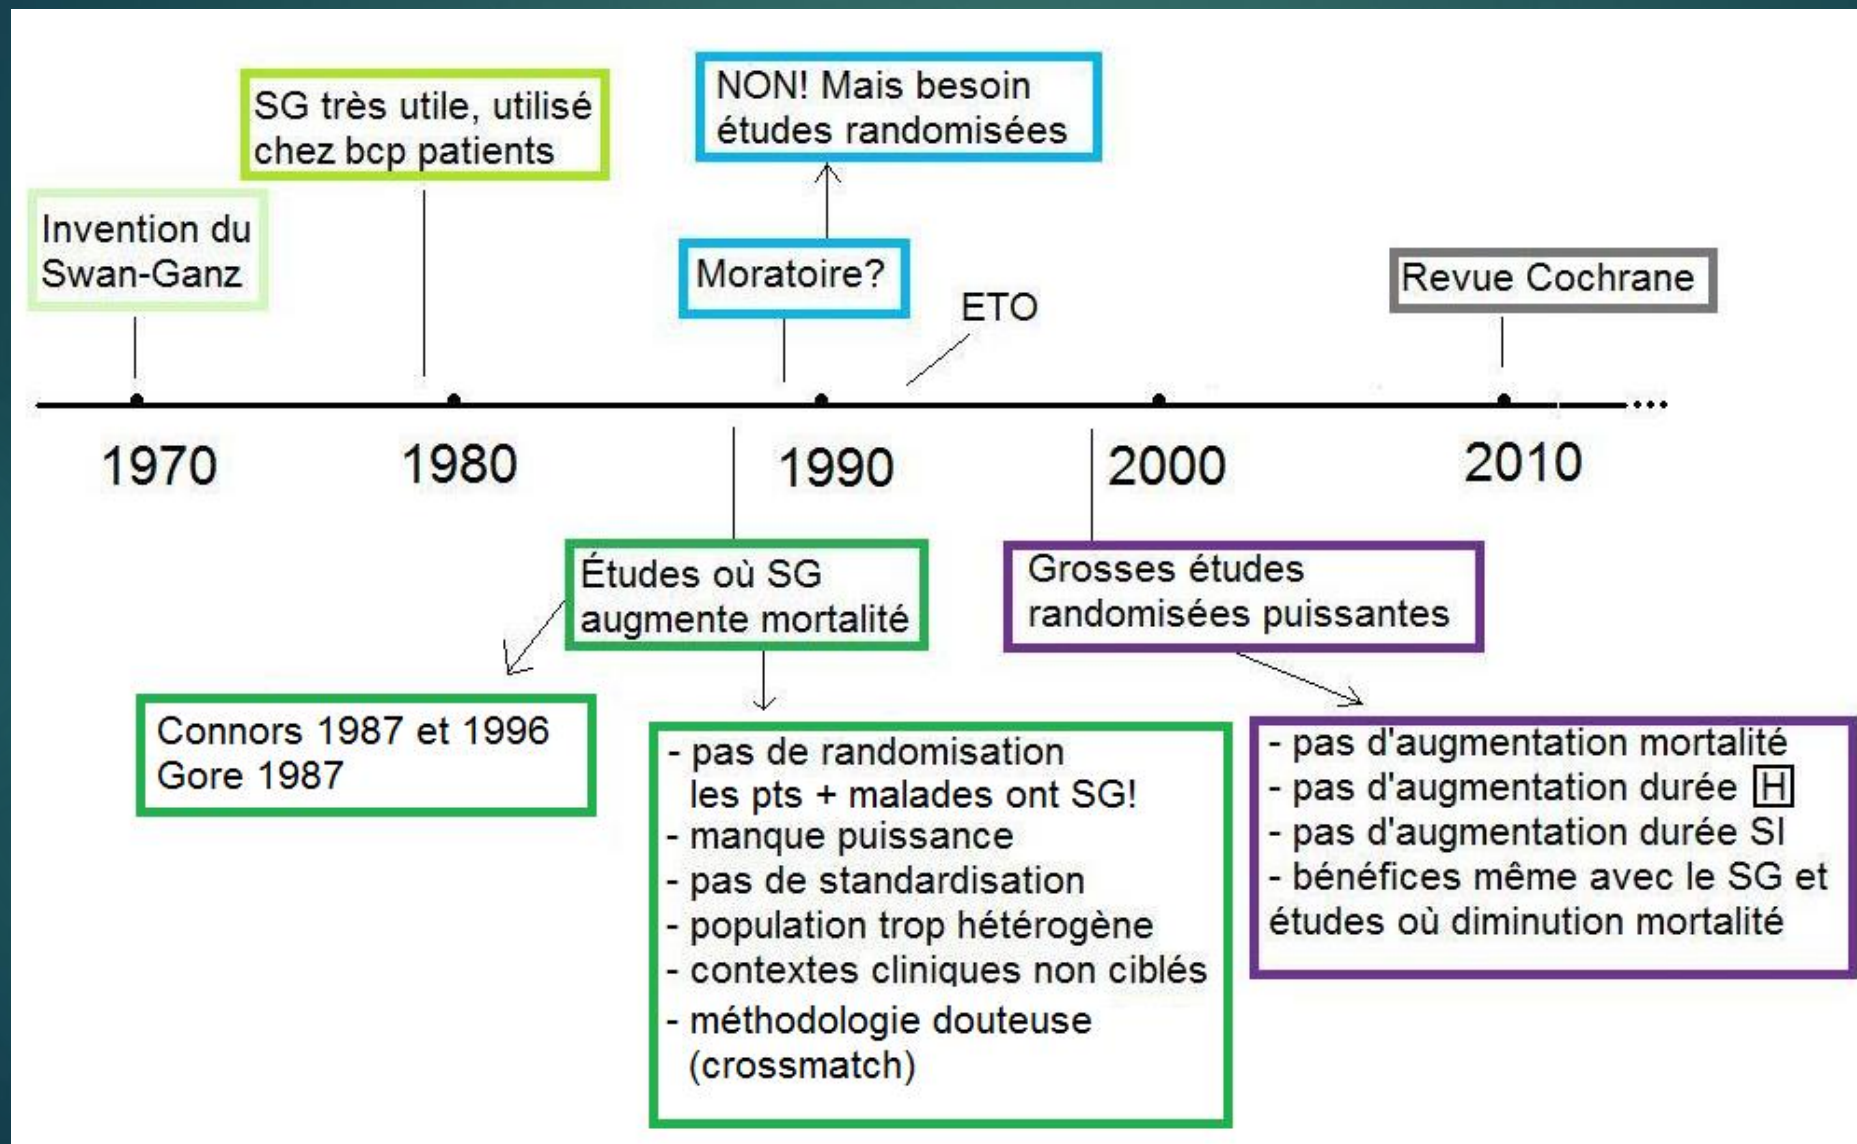 Invention du
Swan-Ganz
SG très utile, utilisé
chez bcp patients
NON! Mais besoin
études randomisées
Moratoire?
ETO
Revue Cochrane
1970
1980
1990
2000
2010
Études où SG
augmente mortalité
Grosses études
randomisées puissantes
Connors 1987 et 1996
Gore 1987
- pas de randomisation
les pts + malades ont SG!
- manque puissance
- pas de standardisation
- population trop hétérogène
- contextes cliniques non ciblés
- méthodologie douteuse
(crossmatch)
- pas d'augmentation mortalité
- pas d'augmentation durée H
- pas d'augmentation durée SI
- bénéfices même avec le SG et
études où diminution mortalité